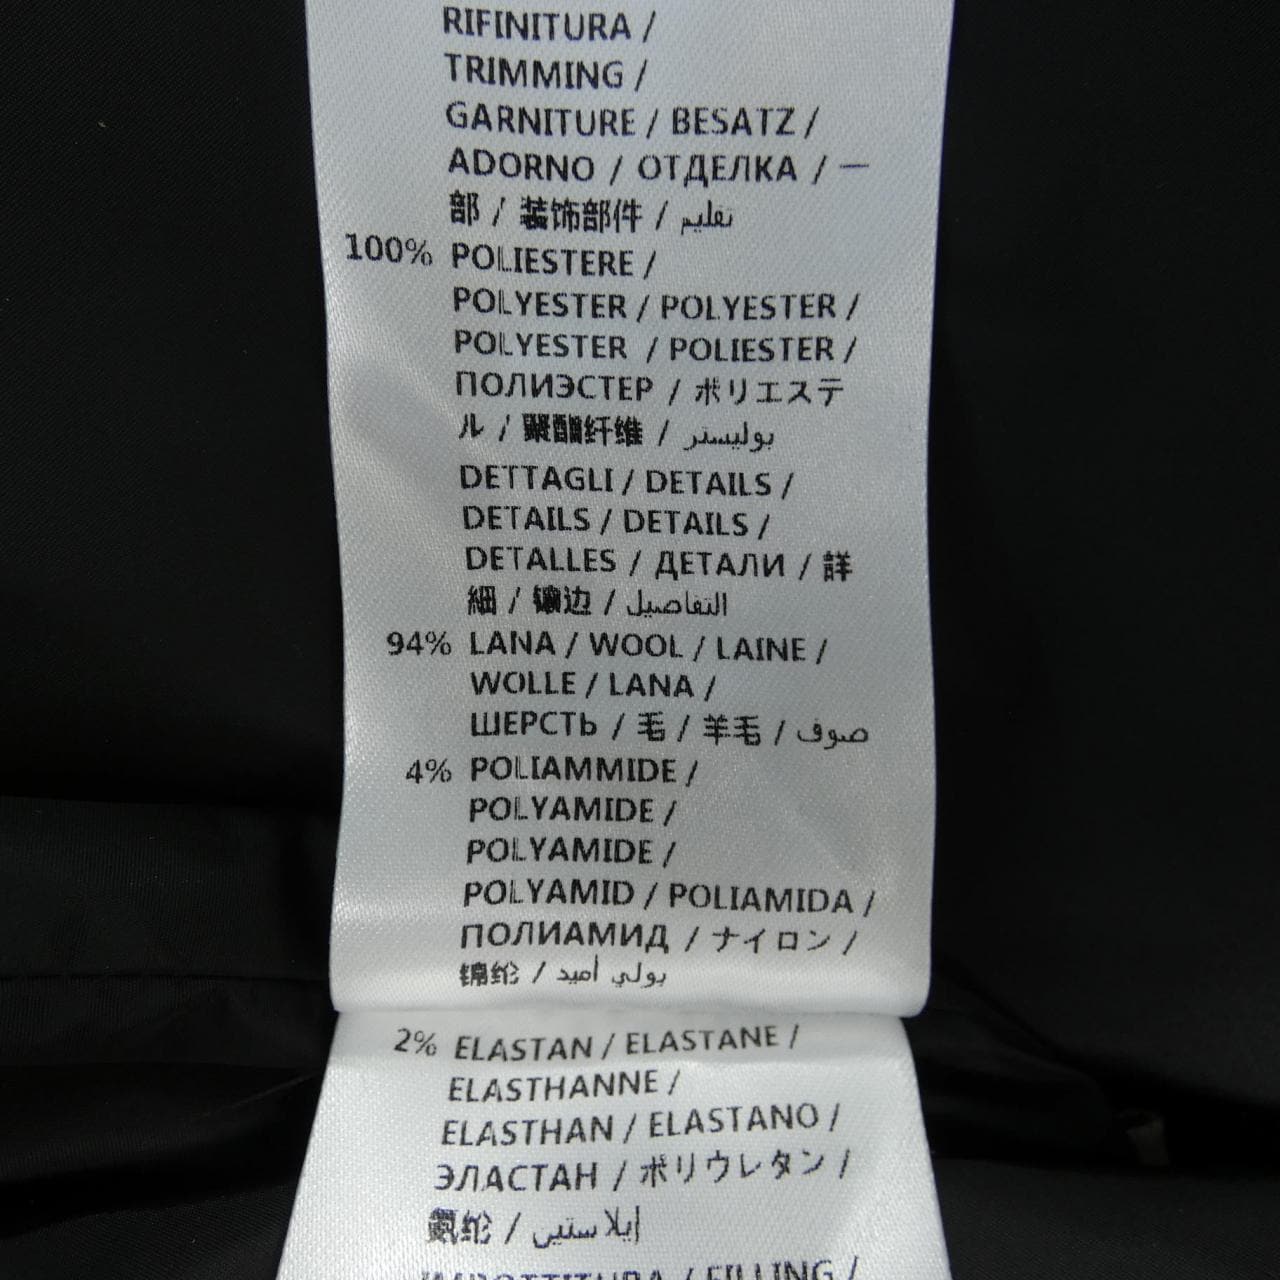 RIFINITURA /
TRIMMING /
GARNITURE / BESATZ /
ADORNO / ОТДЕЛКА / 一
部 / 装饰部件 / تقليم
100% POLIESTERE /
POLYESTER / POLYESTER /
POLYESTER / POLIESTER /
ПОЛИЭСТЕР / ポリエステ
ル / 聚酯纤维 / بوليستر
DETTAGLI / DETAILS /
DETAILS / DETAILS /
DETALLES / ДЕТАЛИ / 詳
細 / 镶边 / التفاصيل
94% LANA / WOOL / LAINE /
WOLLE / LANA /
ШЕРСТЬ / 毛 / 羊毛 / صوف
4% POLIAMMIDE /
POLYAMIDE /
POLYAMIDE /
POLYAMID / POLIAMIDA /
ПОЛИАМИД / ナイロン /
锦纶 / بولي أميد
2% ELASTAN / ELASTANE /
ELASTHANNE /
ELASTHAN / ELASTANO /
ЭЛАСТАН / ポリウレタン /
氨纶 / إيلاستين
IMBOTTITURA / FILLING /